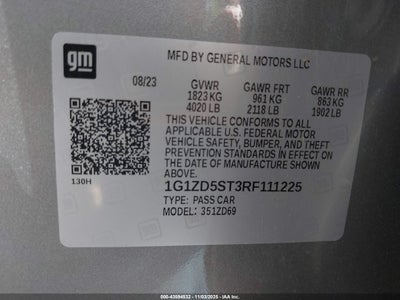 gm
MFD BY GENERAL MOTORS LLC
08/23
GVWR GAWR FRT GAWR RR
1823 KG 961 KG 863 KG
4020 LB 2118 LB 1902 LB
THIS VEHICLE CONFORMS TO ALL
APPLICABLE U.S. FEDERAL MOTOR
VEHICLE SAFETY, BUMPER, AND THEFT
PREVENTION STANDARDS IN EFFECT ON
THE DATE OF MANUFACTURE SHOWN
ABOVE.
130H
1G1ZD5ST3RF111225
TYPE: PASS CAR
MODEL: 351ZD69
000-43594532 - 11/03/2025 - IAAI.COM